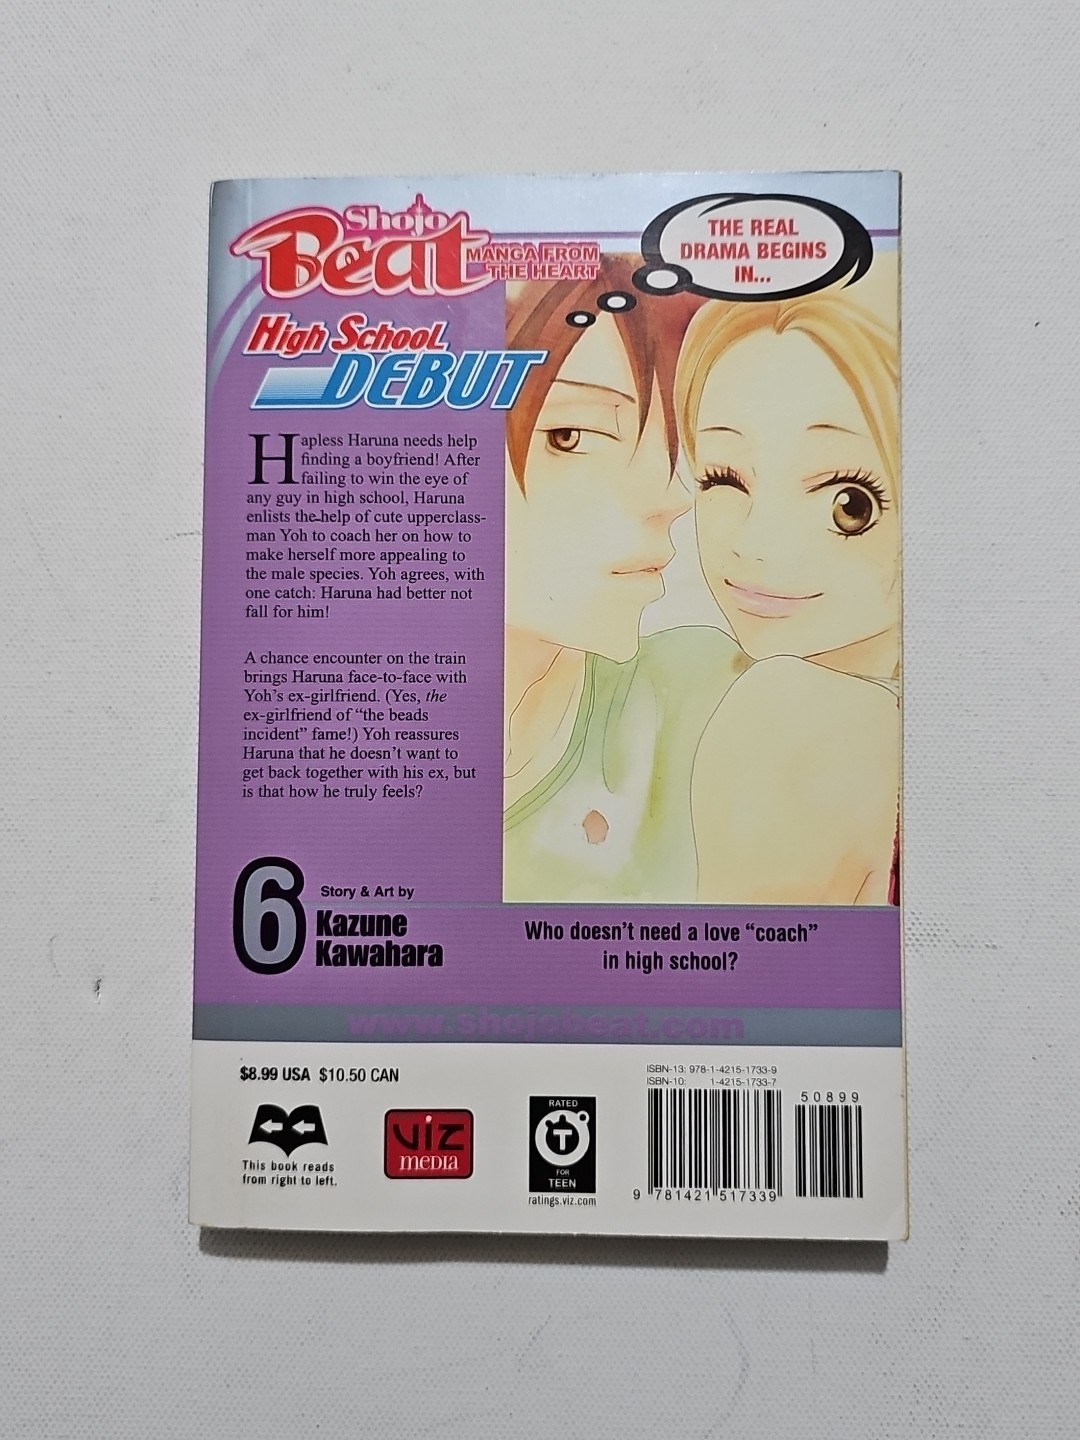 Shojo
Beat
MANGA FROM
THE HEART
THE REAL
DRAMA BEGINS
IN...
High School
DEBUT
Hapless Haruna needs help
finding a boyfriend! After
failing to win the eye of
any guy in high school, Haruna
enlists the help of cute upperclass-
man Yoh to coach her on how to
make herself more appealing to
the male species. Yoh agrees, with
one catch: Haruna had better not
fall for him!
A chance encounter on the train
brings Haruna face-to-face with
Yoh's ex-girlfriend. (Yes, the
ex-girlfriend of "the beads
incident" fame!) Yoh reassures
Haruna that he doesn't want to
get back together with his ex, but
is that how he truly feels?
6
Story & Art by
Kazune
Kawahara
Who doesn't need a love "coach"
in high school?
www.shojobeat.com
$8.99 USA $10.50 CAN
This book reads
from right to left.
VIZ
media
RATED
T
FOR
TEEN
ratings.viz.com
ISBN-13: 978-1-4215-1733-9
ISBN-10: 1-4215-1733-7
50899
9 781421 517339